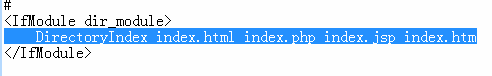 #
<IfModule dir_module>
    DirectoryIndex index.html index.php index.jsp index.htm
</IfModule>